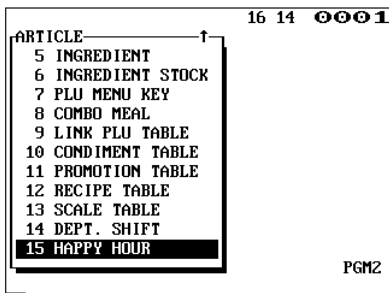 16 14 0001
ARTICLE ↑
5 INGREDIENT
6 INGREDIENT STOCK
7 PLU MENU KEY
8 COMBO MEAL
9 LINK PLU TABLE
10 CONDIMENT TABLE
11 PROMOTION TABLE
12 RECIPE TABLE
13 SCALE TABLE
14 DEPT. SHIFT
15 HAPPY HOUR
PGM2